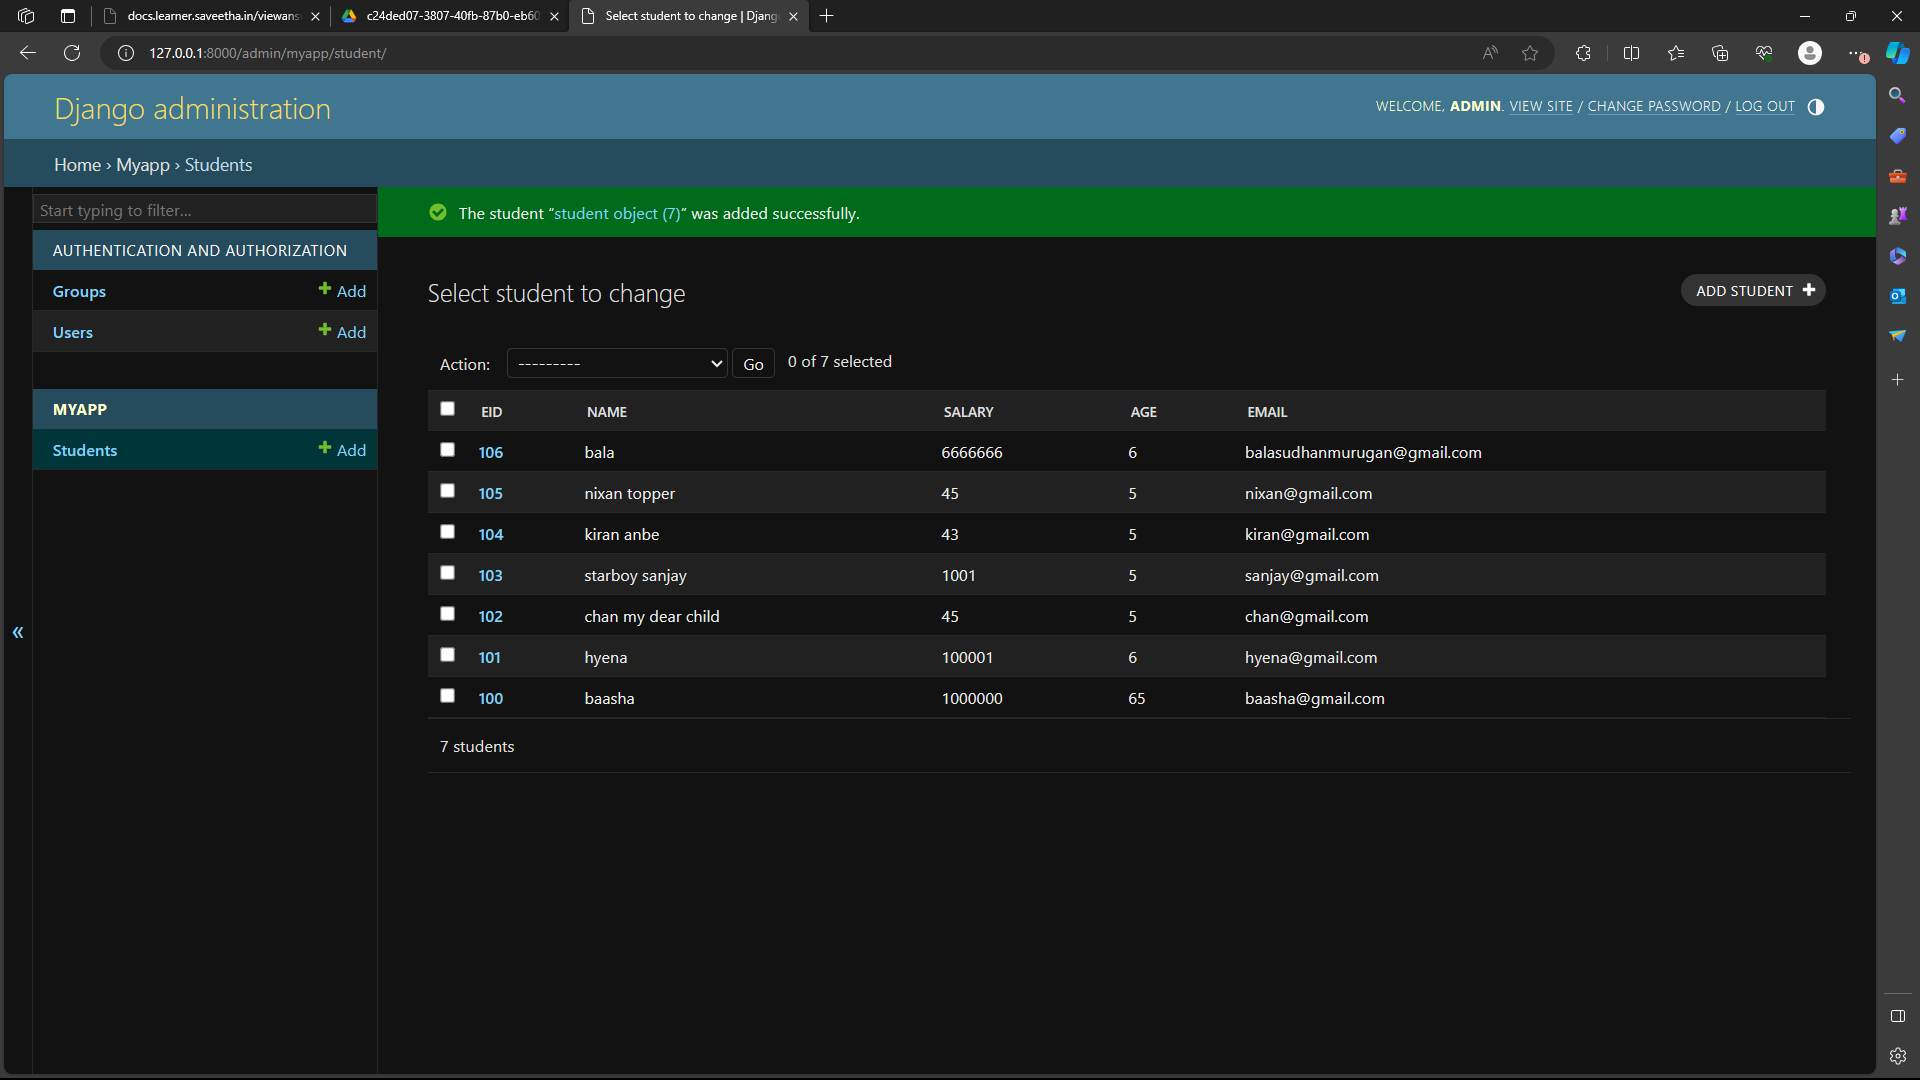 docs.learner.saveetha.in/viewans
c24ded07-3807-40fb-87b0-eb60
Select student to change | Djang
127.0.0.1:8000/admin/myapp/student/
Django administration
WELCOME, ADMIN. VIEW SITE / CHANGE PASSWORD / LOG OUT
Home › Myapp › Students
Start typing to filter...
AUTHENTICATION AND AUTHORIZATION
Groups + Add
Users + Add
MYAPP
Students + Add
«
The student “student object (7)” was added successfully.
Select student to change
ADD STUDENT +
Action: --------- Go 0 of 7 selected
EID NAME SALARY AGE EMAIL
106 bala 6666666 6 balasudhanmurugan@gmail.com
105 nixan topper 45 5 nixan@gmail.com
104 kiran anbe 43 5 kiran@gmail.com
103 starboy sanjay 1001 5 sanjay@gmail.com
102 chan my dear child 45 5 chan@gmail.com
101 hyena 100001 6 hyena@gmail.com
100 baasha 1000000 65 baasha@gmail.com
7 students